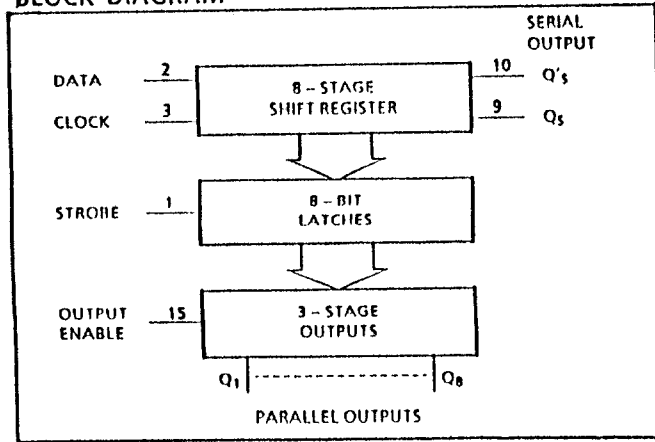 BLOCK DIAGRAM
SERIAL
OUTPUT
DATA 2
8 – STAGE
SHIFT REGISTER
10 Q's
CLOCK 3
9 Qs
STROBE 1
8 – BIT
LATCHES
OUTPUT
ENABLE 15
3 – STAGE
OUTPUTS
Q1 Q8
PARALLEL OUTPUTS